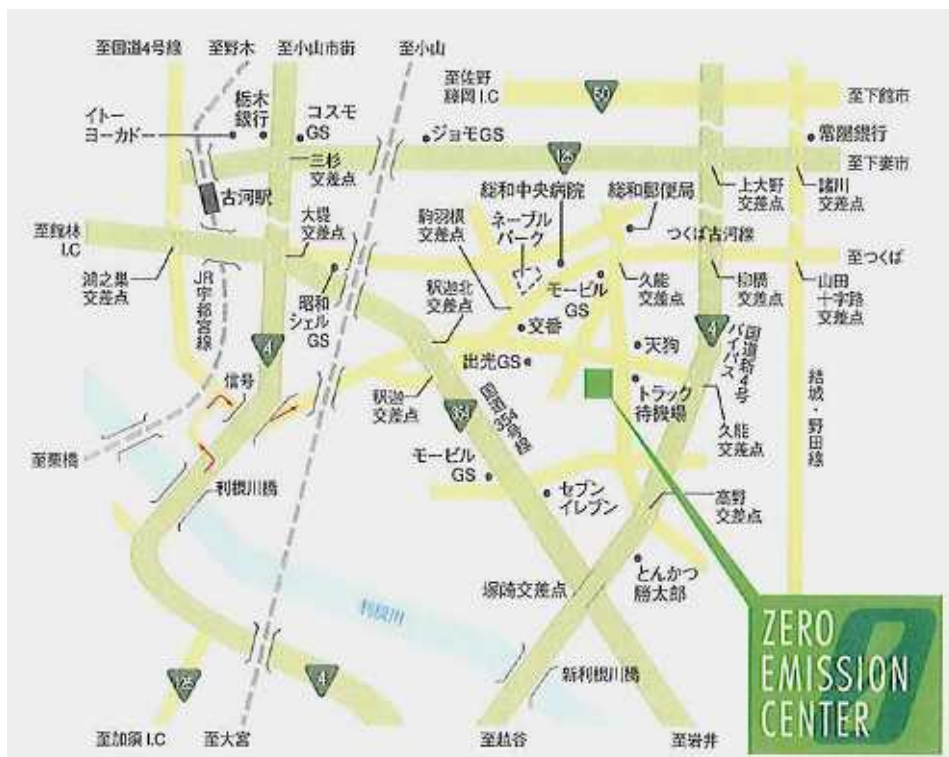 至国道4号線
至野木
至小山市街
至小山
至佐野
藤岡I.C
50
至下館市
イトー
ヨーカドー
栃木
銀行
コスモ
GS
ジョモGS
125
常陽銀行
至下妻市
三杉
交差点
古河駅
大堤
交差点
総和中央病院
総和郵便局
上大野
交差点
諸川
交差点
駒羽根
交差点
ネーブル
パーク
つくば古河線
至館林
I.C
至つくば
鴻之巣
交差点
JR宇都宮線
昭和
シェル
GS
釈迦北
交差点
モービル
GS
久能
交差点
柳橋
交差点
山田
十字路
交差点
4
交番
4
国道新4号
バイパス
天狗
出光GS
信号
釈迦
交差点
トラック
待機場
354
国道354号線
久能
交差点
結城・野田線
至栗橋
モービル
GS
利根川橋
セブン
イレブン
高野
交差点
とんかつ
勝太郎
塚崎交差点
利根川
ZERO
EMISSION
CENTER
新利根川橋
125
4
至加須I.C
至大宮
至越谷
至岩井